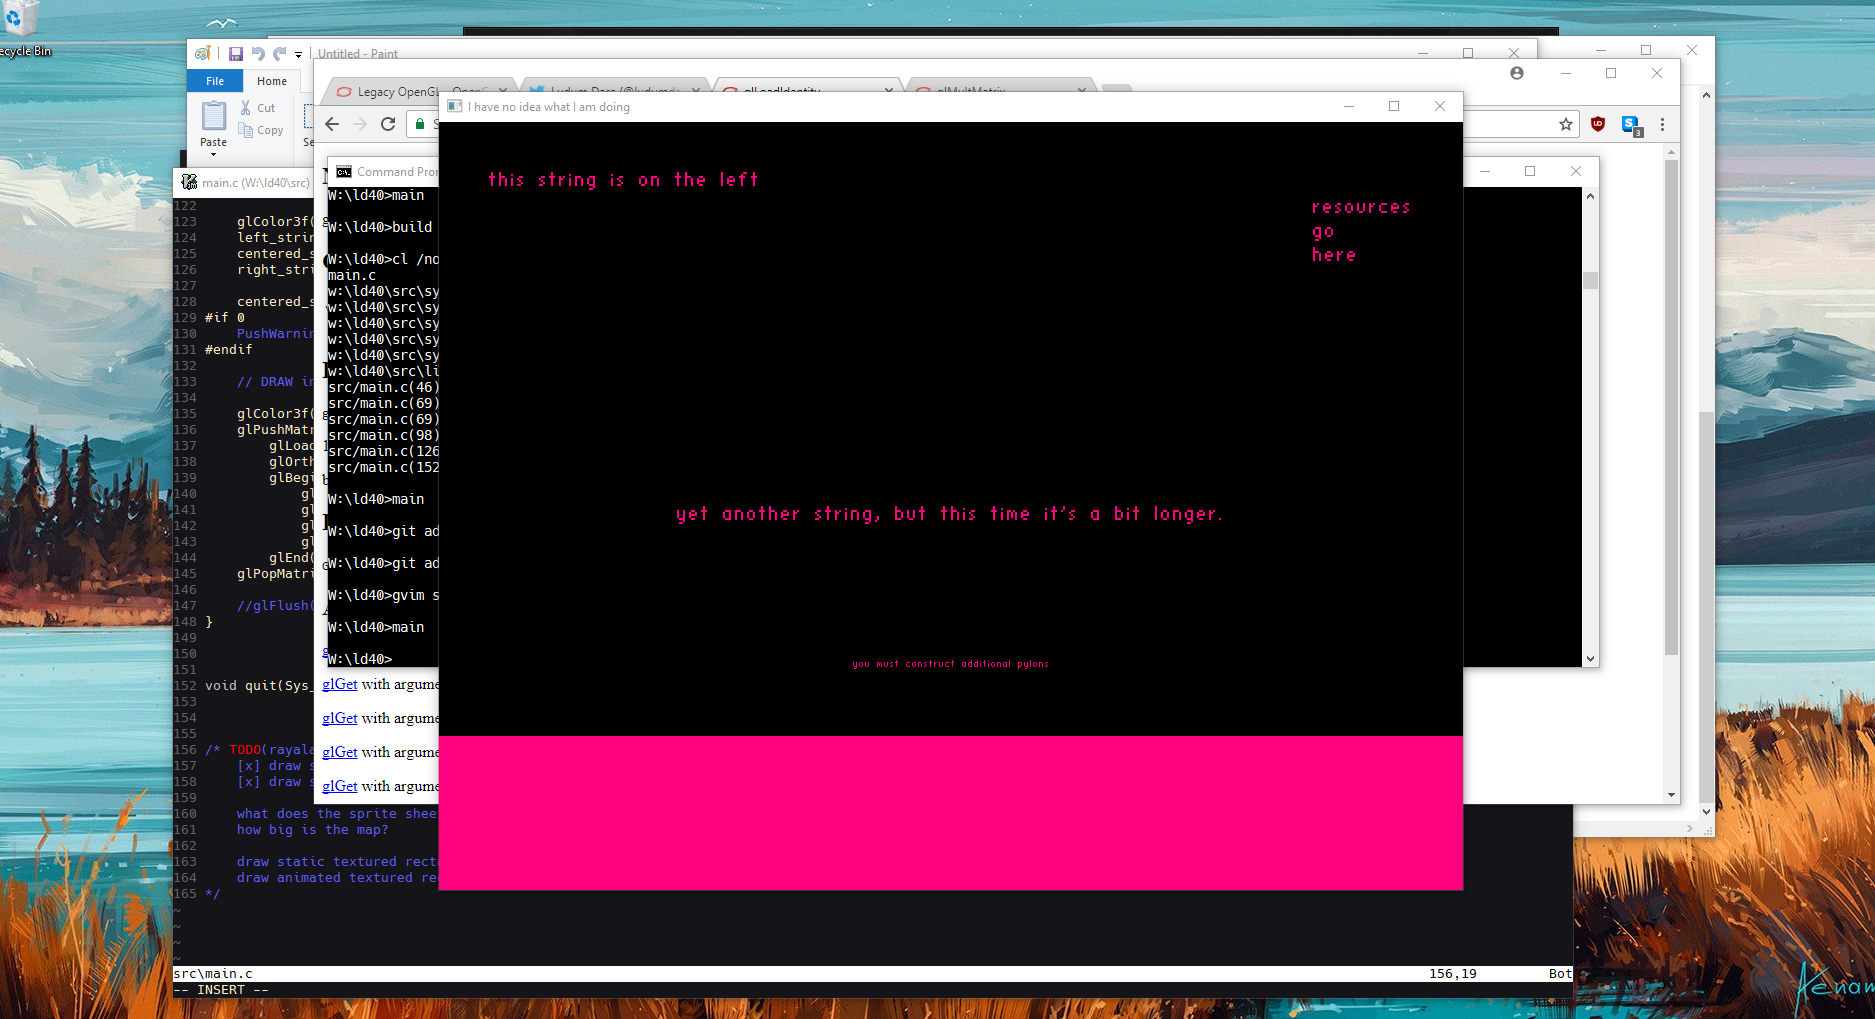 ecycle Bin
Untitled - Paint
File
Home
Paste
Cut
Copy
Legacy OpenGL
glLoadIdentity
glMultMatrix
I have no idea what I am doing
this string is on the left
resources
go
here
yet another string, but this time it's a bit longer.
you must construct additional pylons
Command Pro
W:\ld40>main
W:\ld40>build
W:\ld40>cl /no
main.c
w:\ld40\src\sy
w:\ld40\src\sy
w:\ld40\src\sy
w:\ld40\src\sy
w:\ld40\src\sy
w:\ld40\src\li
src/main.c(46)
src/main.c(69)
src/main.c(69)
src/main.c(98)
src/main.c(126
src/main.c(152
W:\ld40>main
W:\ld40>git ad
W:\ld40>git ad
W:\ld40>gvim s
W:\ld40>main
W:\ld40>
glGet with argume
glGet with argume
glGet with argume
glGet with argume
main.c (W:\ld40\src)
122
123 glColor3f(
124 left_strin
125 centered_s
126 right_stri
127
128 centered_s
129 #if 0
130 PushWarnin
131 #endif
132
133 // DRAW in
134
135 glColor3f(
136 glPushMatr
137 glLoad
138 glOrth
139 glBegi
140 gl
141 gl
142 gl
143 gl
144 glEnd(
145 glPopMatri
146
147 //glFlush(
148 }
149
150
151
152 void quit(Sys_
153
154
155
156 /* TODO(rayala
157 [x] draw s
158 [x] draw s
159
160 what does the sprite sheet
161 how big is the map?
162
163 draw static textured recta
164 draw animated textured rec
165 */
~
~
~
~
src\main.c 156,19 Bot
-- INSERT --